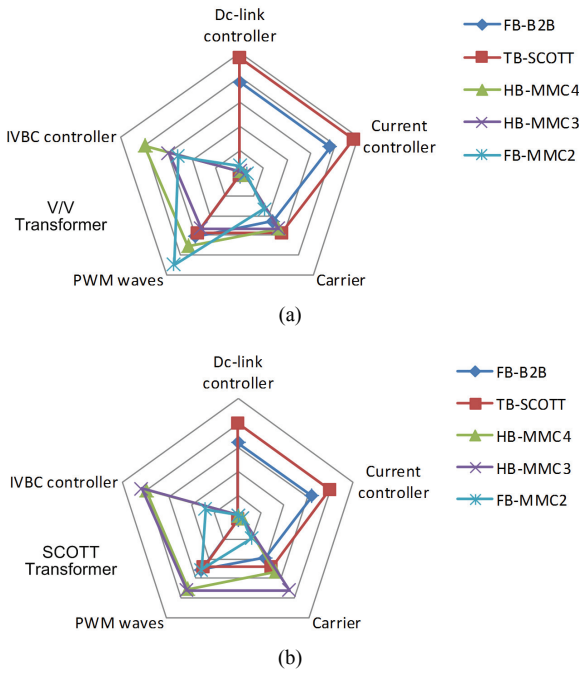 Dc-link
controller
Current
controller
IVBC controller
V/V
Transformer
PWM waves
Carrier
FB-B2B
TB-SCOTT
HB-MMC4
HB-MMC3
FB-MMC2
(a)
Dc-link
controller
Current
controller
IVBC controller
SCOTT
Transformer
PWM waves
Carrier
FB-B2B
TB-SCOTT
HB-MMC4
HB-MMC3
FB-MMC2
(b)